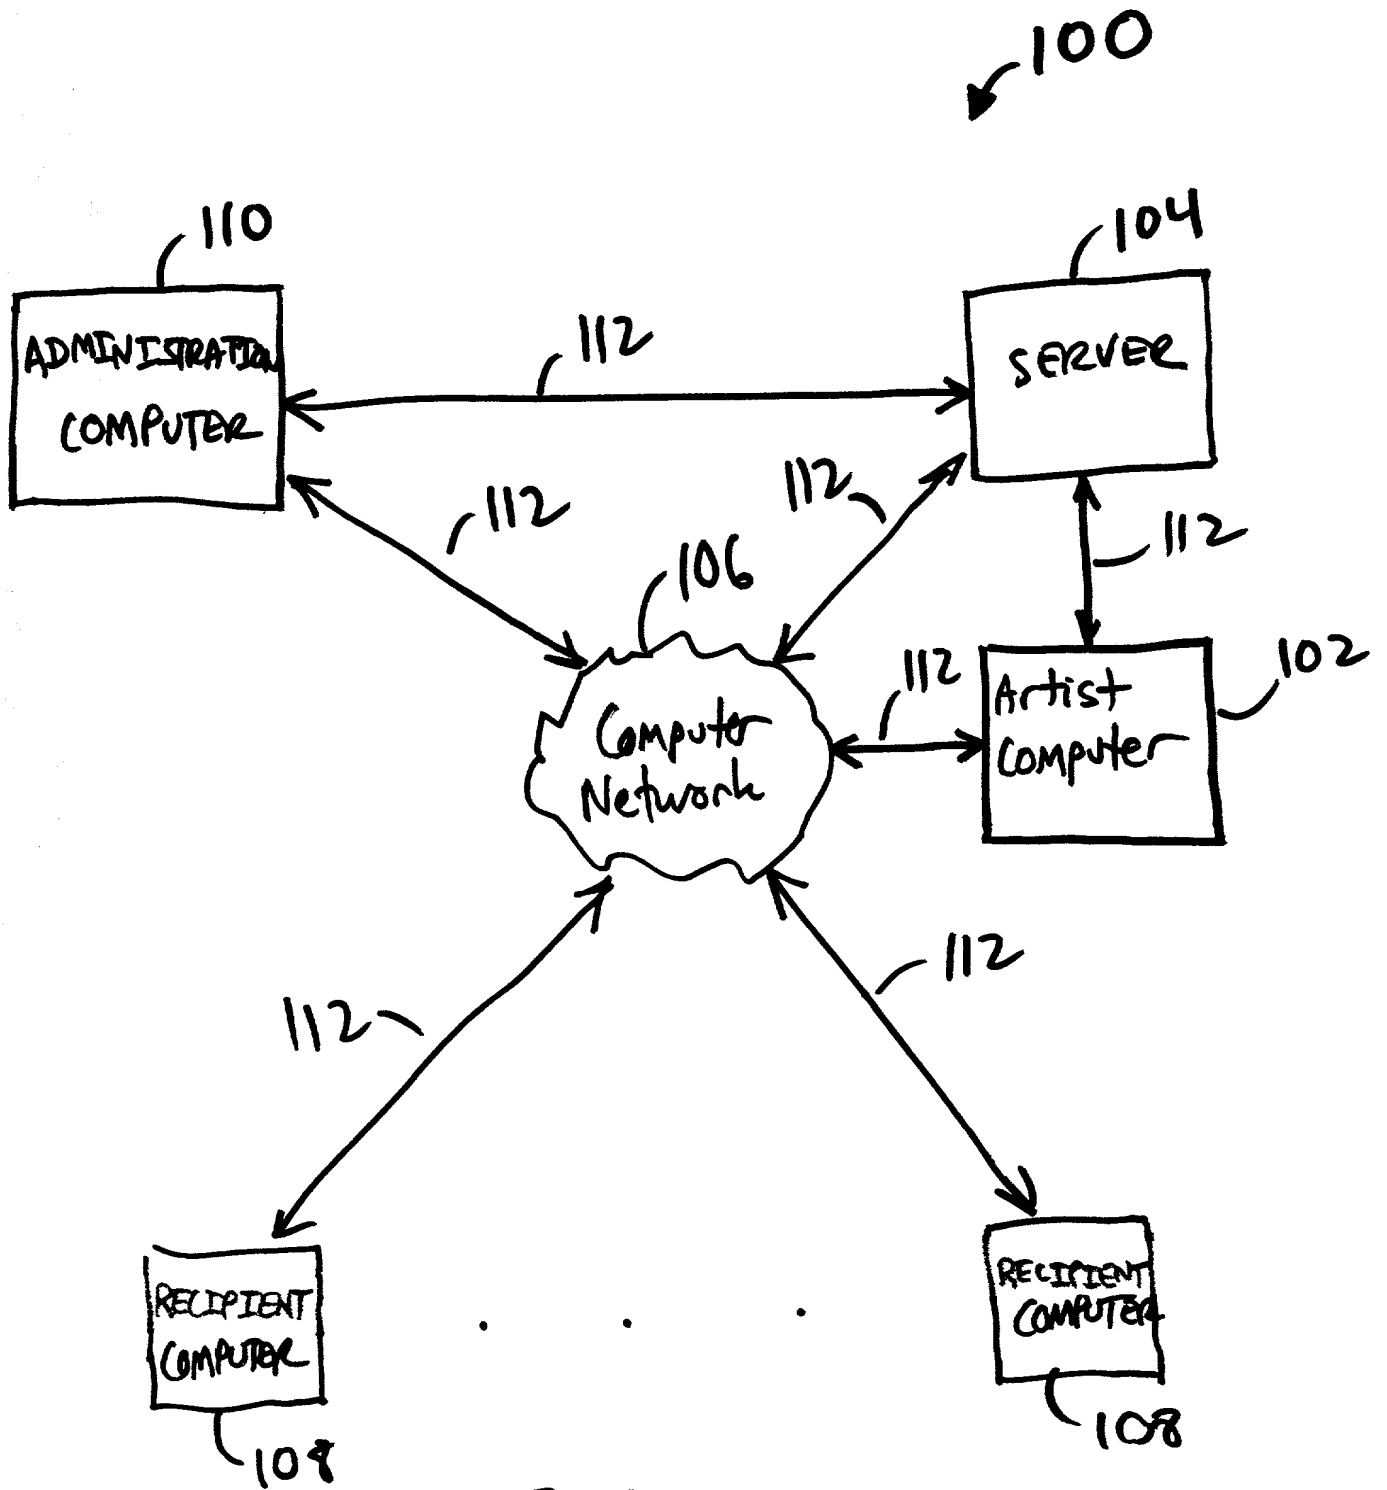 100
110
104
ADMINISTRATION
COMPUTER
112
SERVER
112
112
112
106
112
102
Artist
Computer
Computer
Network
112
112
RECIPIENT
COMPUTER
RECIPIENT
COMPUTER
108
108